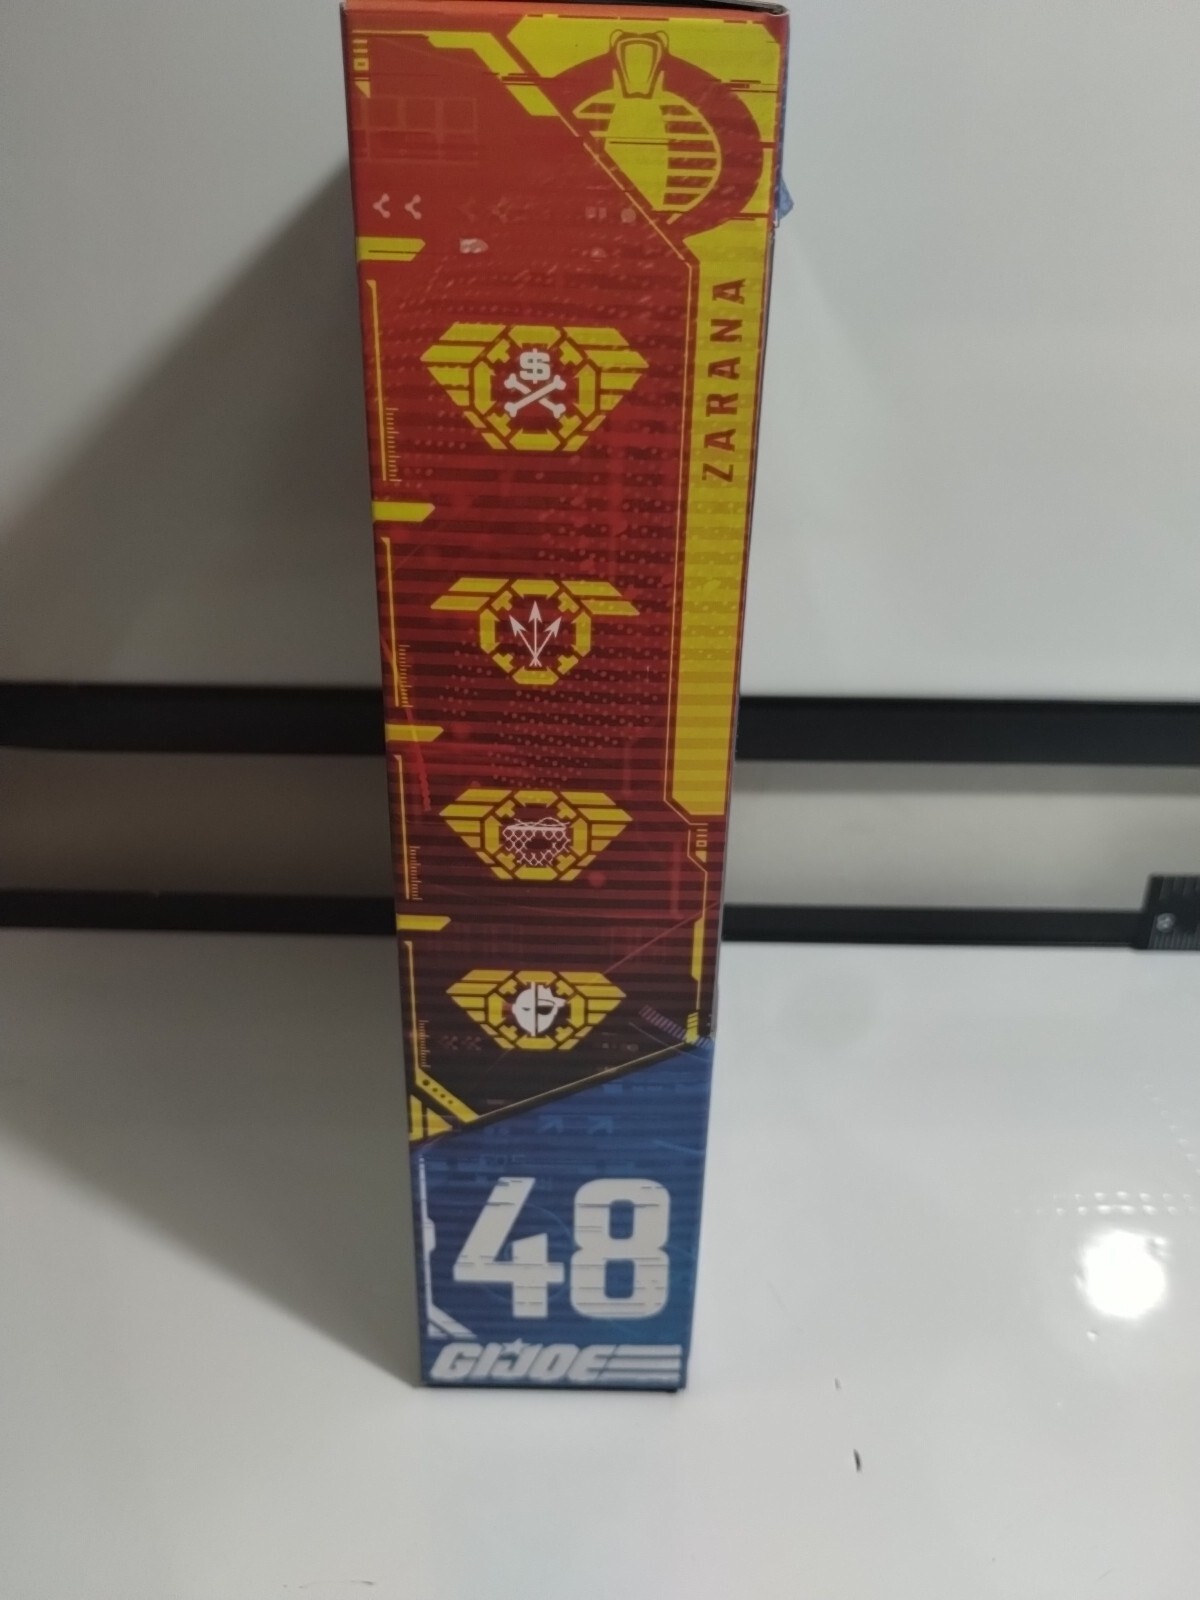 ZARANA
$
48
GIJOE